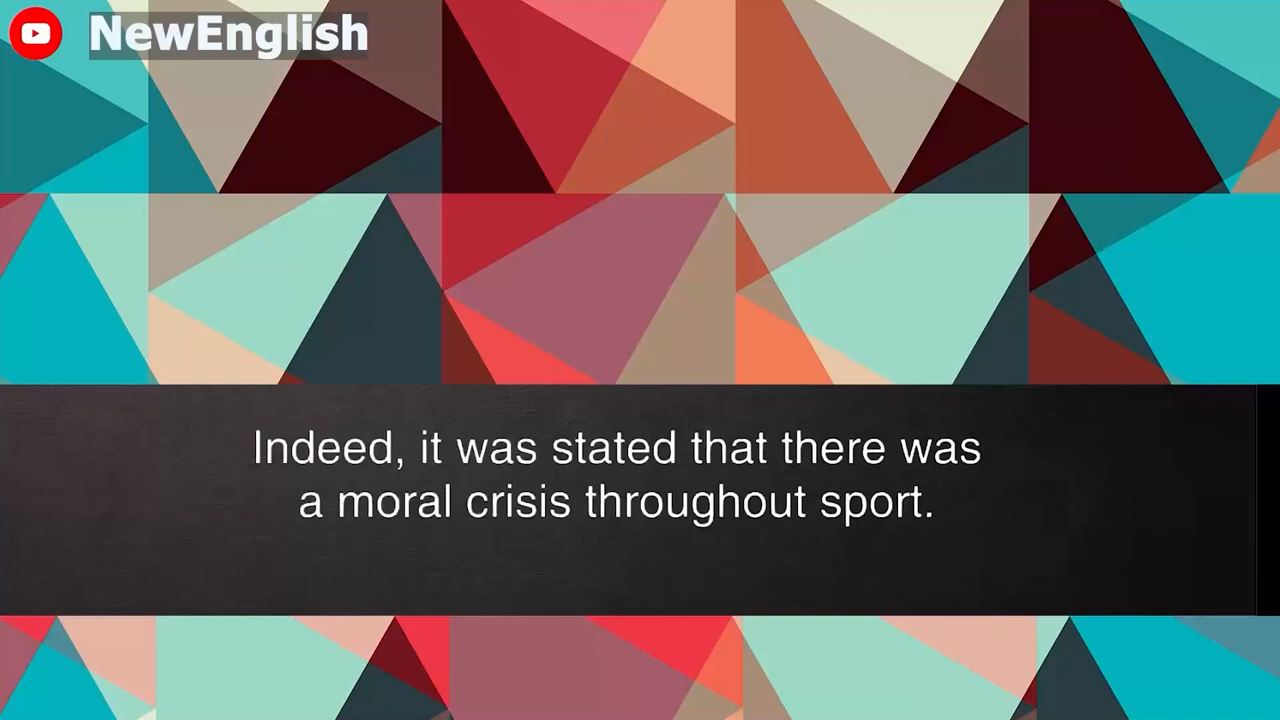 NewEnglish
Indeed, it was stated that there was
a moral crisis throughout sport.